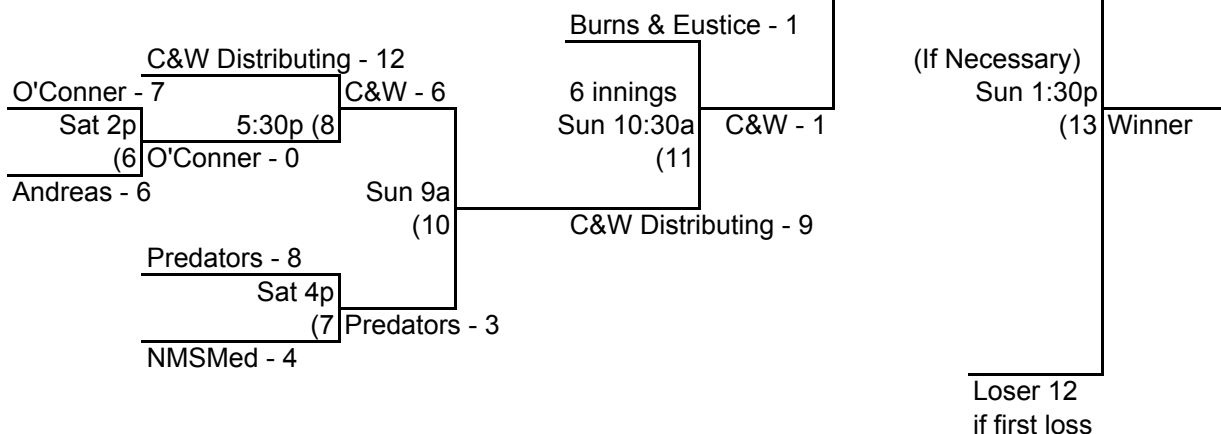 Burns & Eustice - 1
C&W Distributing - 12
(If Necessary)
O'Conner - 7
C&W - 6
6 innings
Sun 1:30p
Sat 2p
5:30p (8
Sun 10:30a
C&W - 1
(13 Winner
(6 O'Conner - 0
(11
Andreas - 6
Sun 9a
(10
C&W Distributing - 9
Predators - 8
Sat 4p
(7 Predators - 3
NMSMed - 4
Loser 12
if first loss